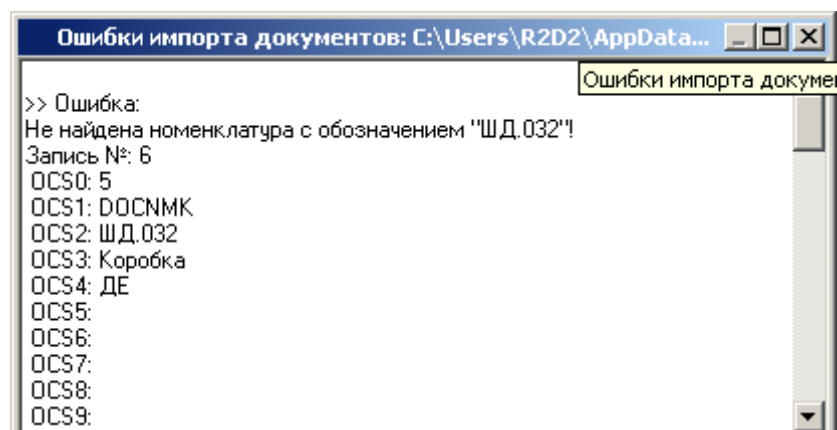 Ошибки импорта документов: C:\Users\R2D2\AppData...
Ошибки импорта докуме
>> Ошибка:
Не найдена номенклатура с обозначением "ШД.032"!
Запись №: 6
OCS0: 5
OCS1: DOCNMK
OCS2: ШД.032
OCS3: Коробка
OCS4: ДЕ
OCS5:
OCS6:
OCS7:
OCS8:
OCS9: